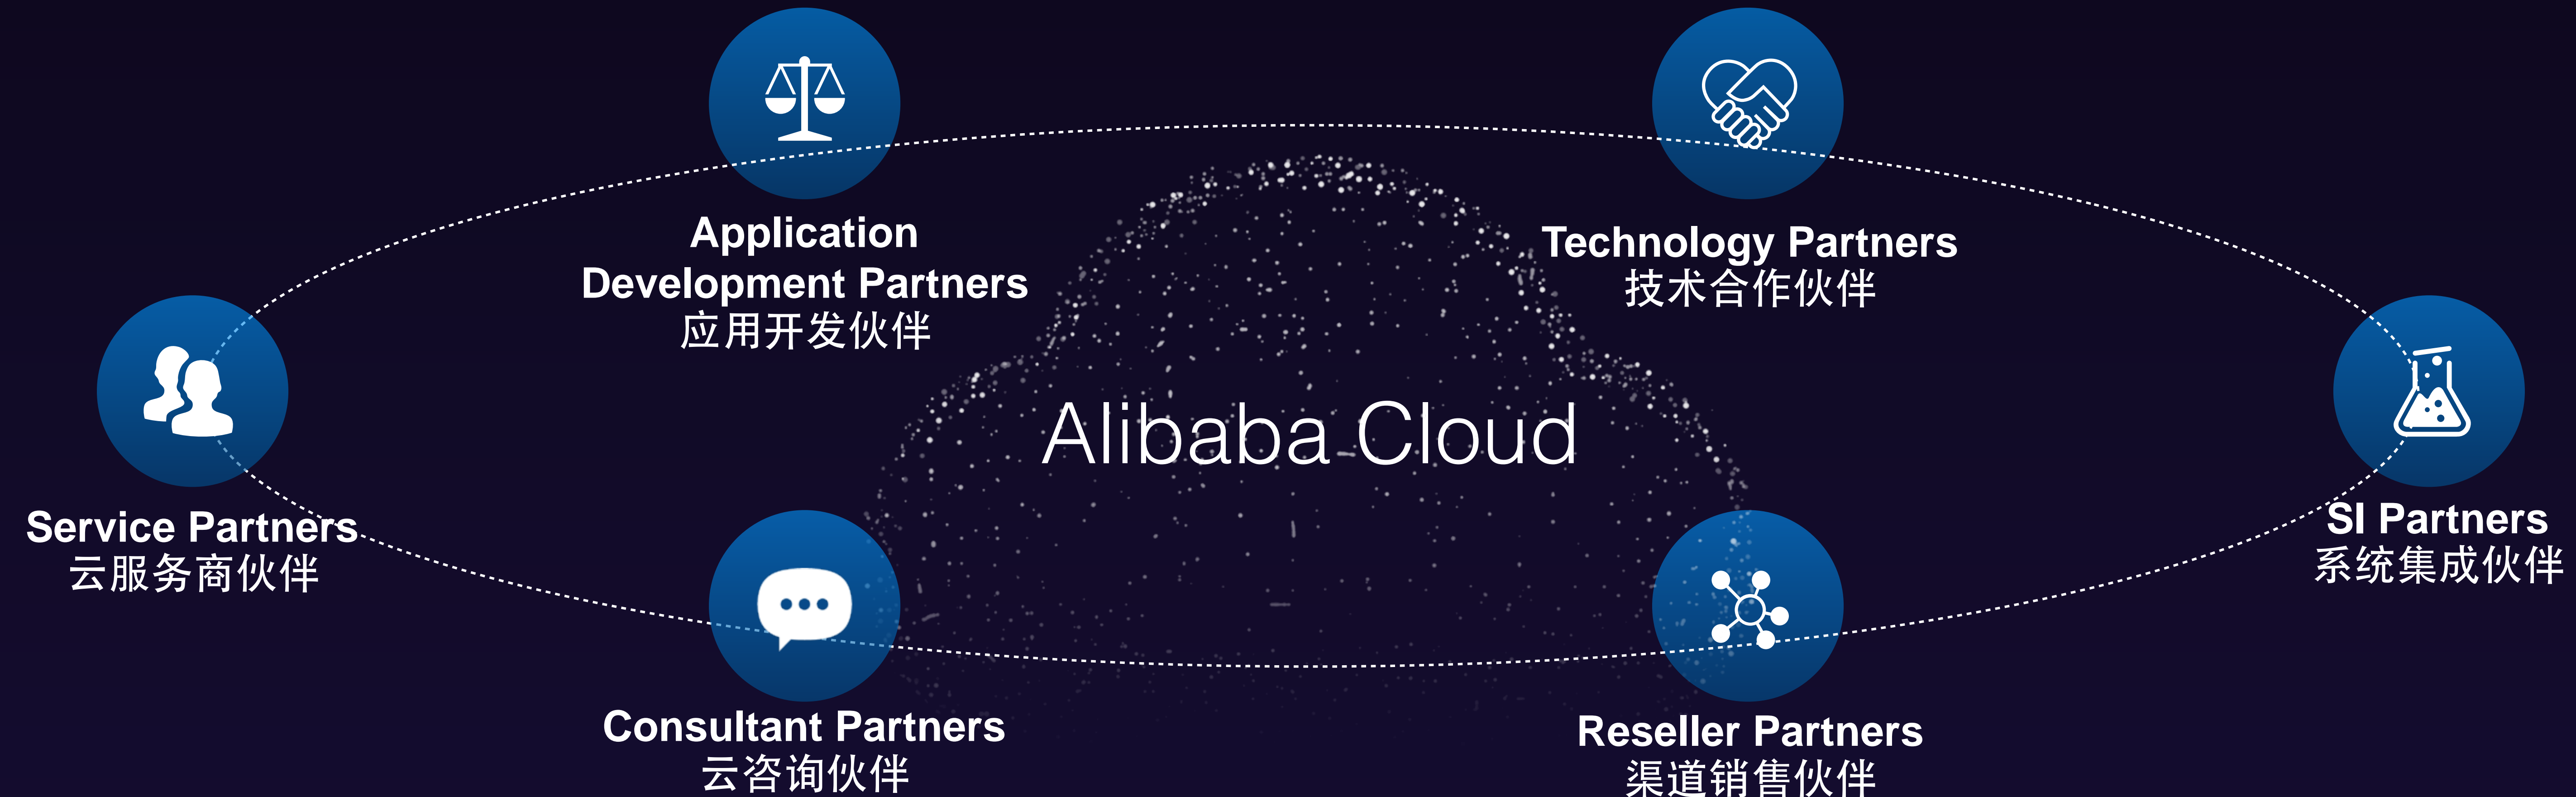 Application
Development Partners
应用开发伙伴
Technology Partners
技术合作伙伴
Alibaba Cloud
Service Partners
云服务商伙伴
SI Partners
系统集成伙伴
Consultant Partners
云咨询伙伴
Reseller Partners
渠道销售伙伴